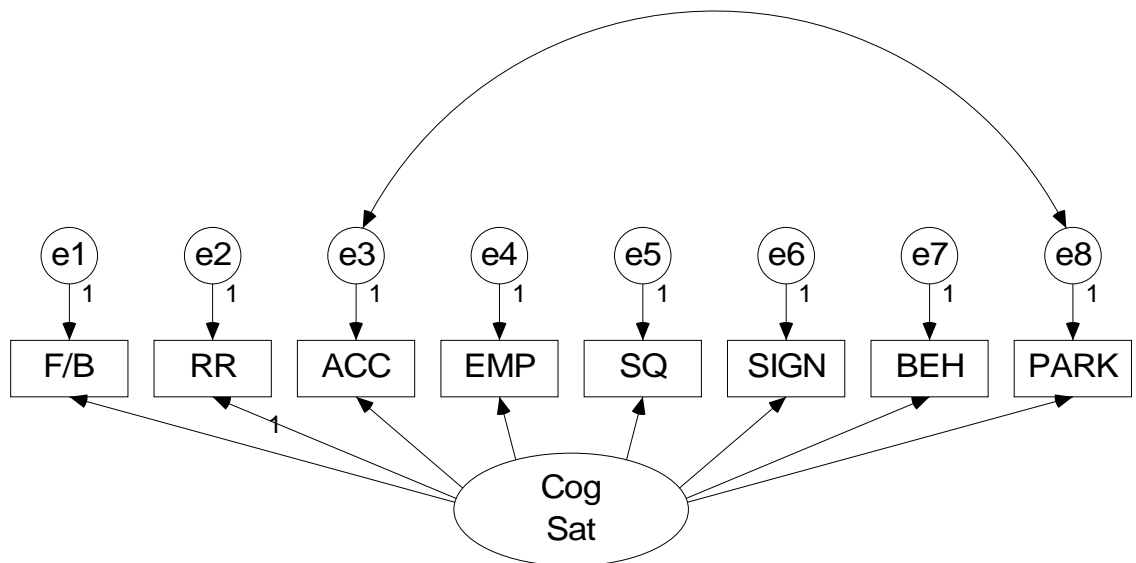 e1 e2 e3 e4 e5 e6 e7 e8
1 1 1 1 1 1 1 1
F/B RR ACC EMP SQ SIGN BEH PARK
1
Cog
Sat